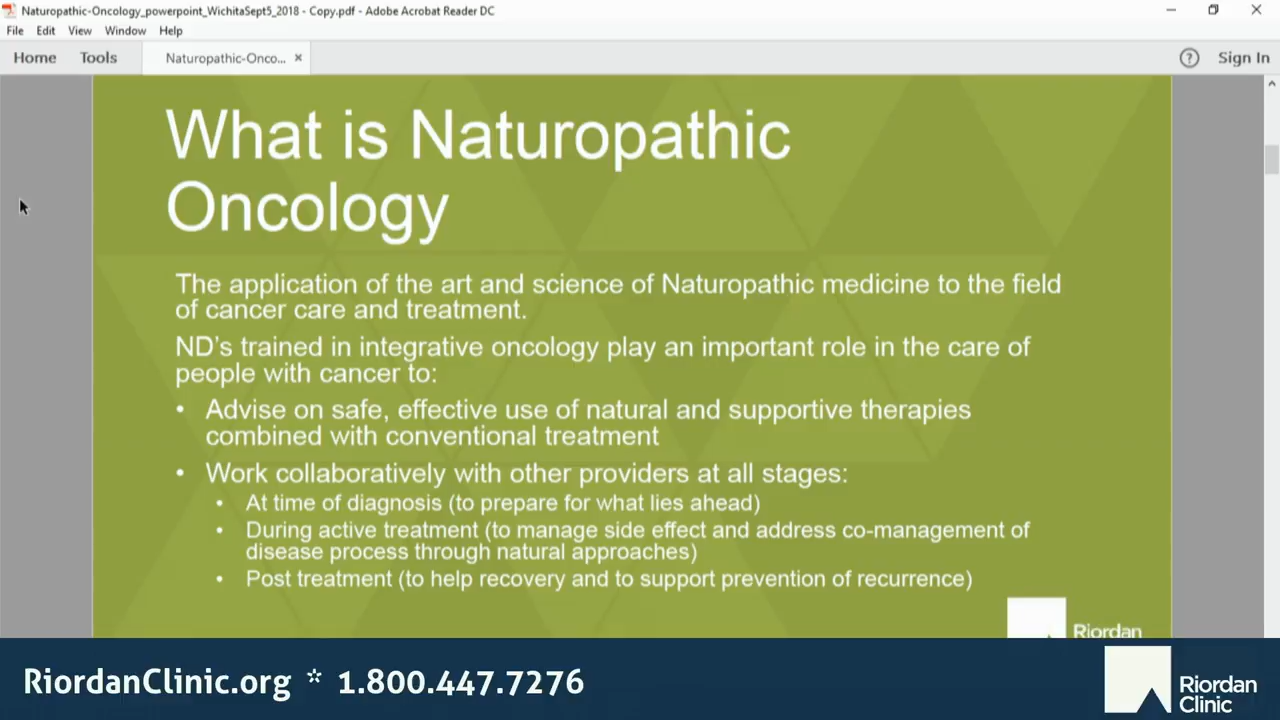 Naturopathic-Oncology_powerpoint_WichitaSept5_2018 - Copy.pdf - Adobe Acrobat Reader DC
File Edit View Window Help
Home Tools Naturopathic-Onco... × ? Sign In
What is Naturopathic
Oncology
The application of the art and science of Naturopathic medicine to the field
of cancer care and treatment.
ND's trained in integrative oncology play an important role in the care of
people with cancer to:
• Advise on safe, effective use of natural and supportive therapies
combined with conventional treatment
• Work collaboratively with other providers at all stages:
• At time of diagnosis (to prepare for what lies ahead)
• During active treatment (to manage side effect and address co-management of
disease process through natural approaches)
• Post treatment (to help recovery and to support prevention of recurrence)
Riordan
RiordanClinic.org * 1.800.447.7276
Riordan
Clinic